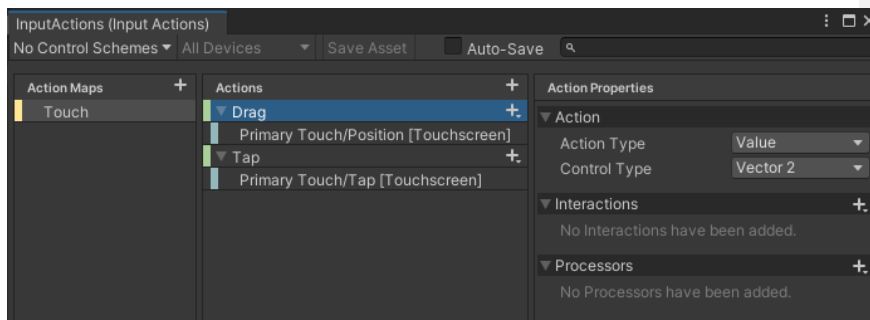 InputActions (Input Actions)
No Control Schemes All Devices Save Asset Auto-Save
Action Maps
Touch
Actions
Drag
Primary Touch/Position [Touchscreen]
Tap
Primary Touch/Tap [Touchscreen]
Action Properties
Action
Action Type Value
Control Type Vector 2
Interactions
No Interactions have been added.
Processors
No Processors have been added.